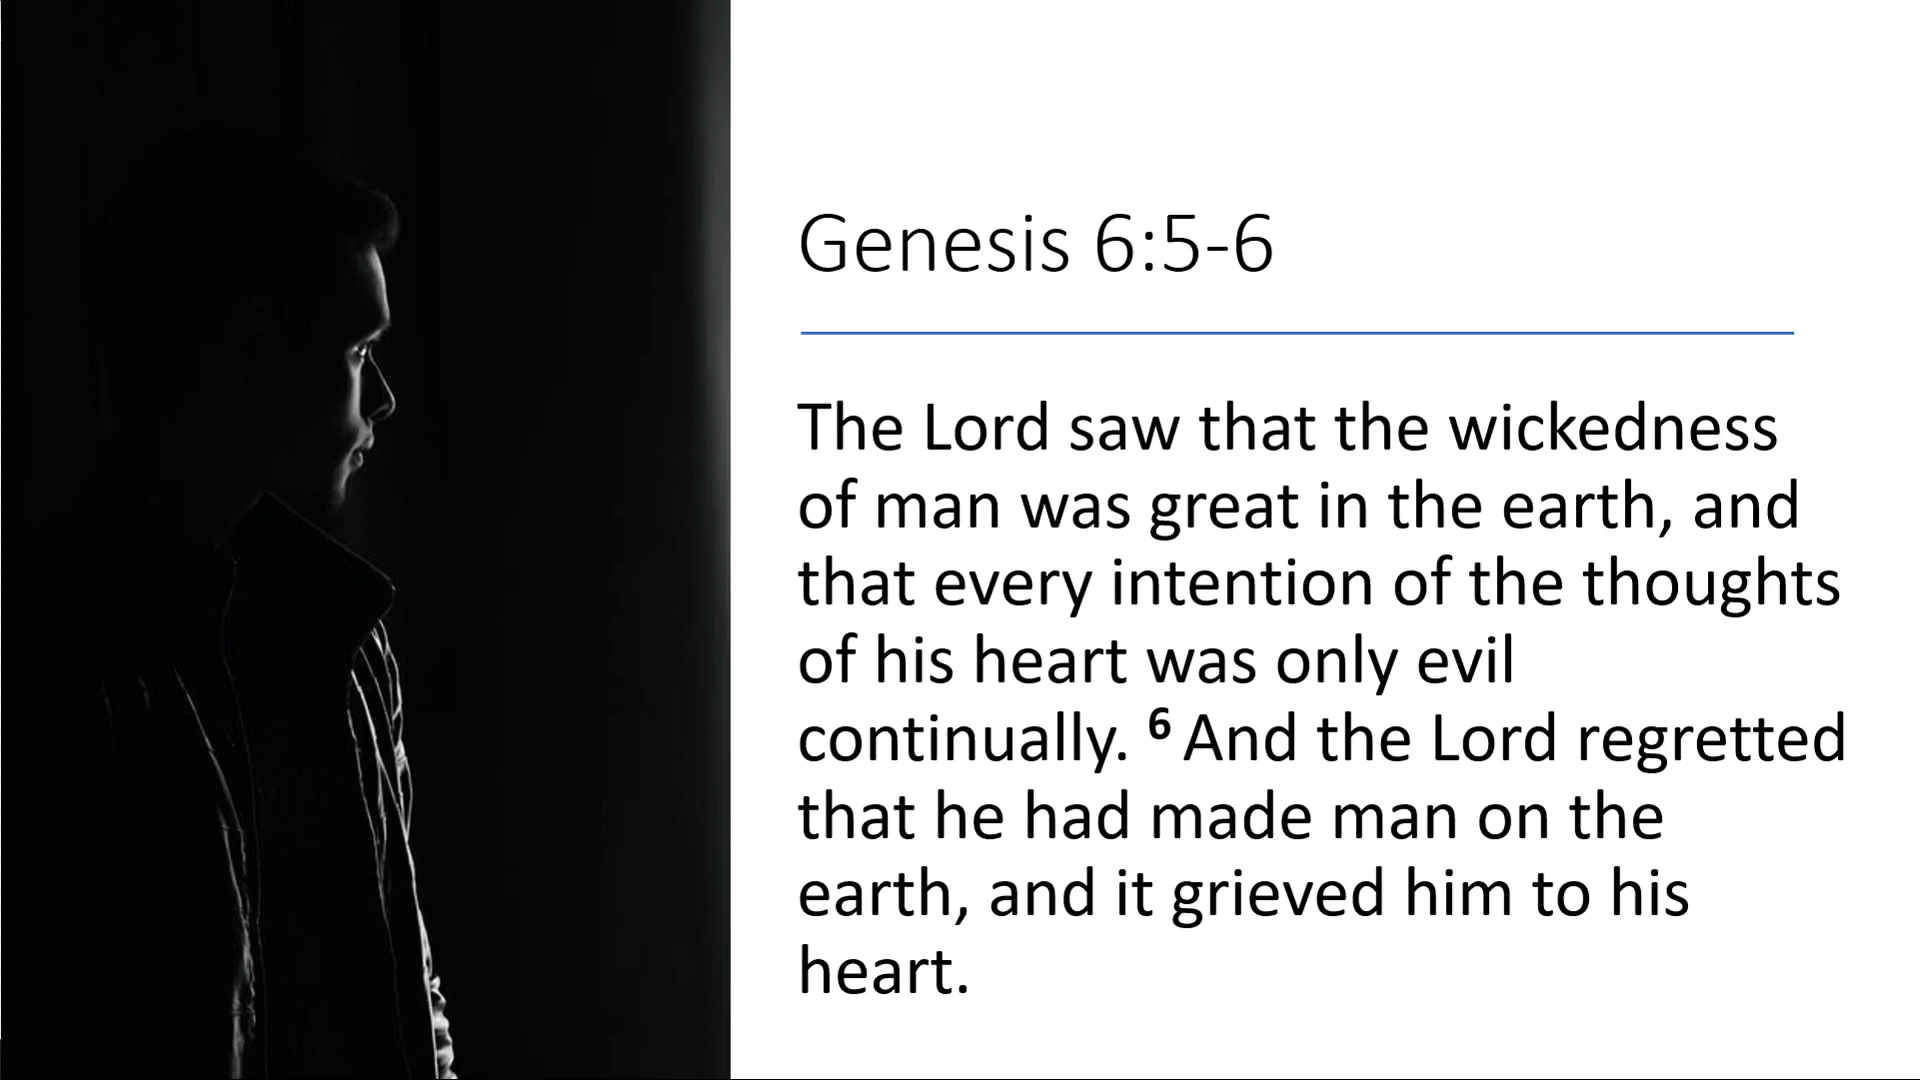 Genesis 6:5-6
The Lord saw that the wickedness
of man was great in the earth, and
that every intention of the thoughts
of his heart was only evil
continually. ⁶ And the Lord regretted
that he had made man on the
earth, and it grieved him to his
heart.